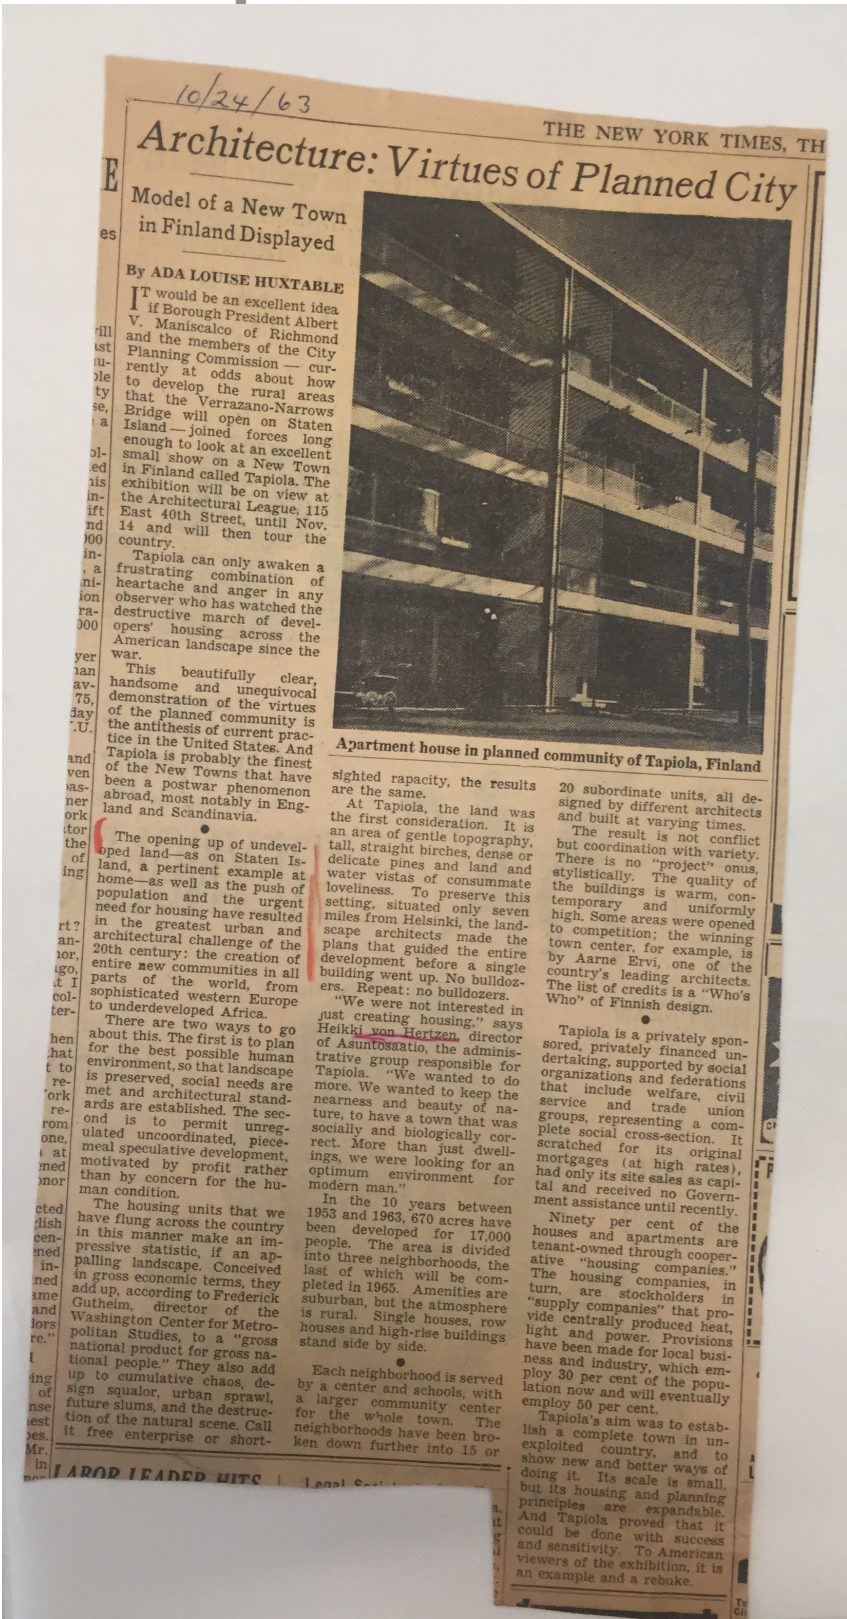 10/24/63
THE NEW YORK TIMES, TH
Architecture: Virtues of Planned City
Model of a New Town
in Finland Displayed
By ADA LOUISE HUXTABLE
IT would be an excellent idea
if Borough President Albert
V. Maniscalco of Richmond
and the members of the City
Planning Commission — cur-
rently at odds about how
to develop the rural areas
that the Verrazano-Narrows
Bridge will open on Staten
Island — joined forces long
enough to look at an excellent
small show on a New Town
in Finland called Tapiola. The
exhibition will be on view at
the Architectural League, 115
East 40th Street, until Nov.
14 and will then tour the
country.
Tapiola can only awaken a
frustrating combination of
heartache and anger in any
observer who has watched the
destructive march of devel-
opers' housing across the
American landscape since the
war.
This beautifully clear,
handsome and unequivocal
demonstration of the virtues
of the planned community is
the antithesis of current prac-
tice in the United States. And
Tapiola is probably the finest
of the New Towns that have
been a postwar phenomenon
abroad, most notably in Eng-
land and Scandinavia.
●
The opening up of undevel-
oped land—as on Staten Is-
land, a pertinent example at
home—as well as the push of
population and the urgent
need for housing have resulted
in the greatest urban and
architectural challenge of the
20th century: the creation of
entire new communities in all
parts of the world, from
sophisticated western Europe
to underdeveloped Africa.
There are two ways to go
about this. The first is to plan
for the best possible human
environment, so that landscape
is preserved, social needs are
met and architectural stand-
ards are established. The sec-
ond is to permit unreg-
ulated uncoordinated, piece-
meal speculative development,
motivated by profit rather
than by concern for the hu-
man condition.
The housing units that we
have flung across the country
in this manner make an im-
pressive statistic, if an ap-
palling landscape. Conceived
in gross economic terms, they
add up, according to Frederick
Gutheim, director of the
Washington Center for Metro-
politan Studies, to a "gross
national product for gross na-
tional people." They also add
up to cumulative chaos, de-
sign squalor, urban sprawl,
future slums, and the destruc-
tion of the natural scene. Call
it free enterprise or short-
Apartment house in planned community of Tapiola, Finland
sighted rapacity, the results
are the same.
At Tapiola, the land was
the first consideration. It is
an area of gentle topography,
tall, straight birches, dense or
delicate pines and land and
water vistas of consummate
loveliness. To preserve this
setting, situated only seven
miles from Helsinki, the land-
scape architects made the
plans that guided the entire
development before a single
building went up. No bulldoz-
ers. Repeat: no bulldozers.
"We were not interested in
just creating housing," says
Heikki von Hertzen, director
of Asuntosaatio, the adminis-
trative group responsible for
Tapiola. "We wanted to do
more. We wanted to keep the
nearness and beauty of na-
ture, to have a town that was
socially and biologically cor-
rect. More than just dwell-
ings, we were looking for an
optimum environment for
modern man."
In the 10 years between
1953 and 1963, 670 acres have
been developed for 17,000
people. The area is divided
into three neighborhoods, the
last of which will be com-
pleted in 1965. Amenities are
suburban, but the atmosphere
is rural. Single houses, row
houses and high-rise buildings
stand side by side.
●
Each neighborhood is served
by a center and schools, with
a larger community center
for the whole town. The
neighborhoods have been bro-
ken down further into 15 or
20 subordinate units, all de-
signed by different architects
and built at varying times.
The result is not conflict
but coordination with variety.
There is no "project" onus,
stylistically. The quality of
the buildings is warm, con-
temporary and uniformly
high. Some areas were opened
to competition; the winning
town center, for example, is
by Aarne Ervi, one of the
country's leading architects.
The list of credits is a "Who's
Who" of Finnish design.
●
Tapiola is a privately spon-
sored, privately financed un-
dertaking, supported by social
organizations and federations
that include welfare, civil
service and trade union
groups, representing a com-
plete social cross-section. It
scratched for its original
mortgages (at high rates),
had only its site sales as capi-
tal and received no Govern-
ment assistance until recently.
Ninety per cent of the
houses and apartments are
tenant-owned through cooper-
ative "housing companies."
The housing companies, in
turn, are stockholders in
"supply companies" that pro-
vide centrally produced heat,
light and power. Provisions
have been made for local busi-
ness and industry, which em-
ploy 30 per cent of the popu-
lation now and will eventually
employ 50 per cent.
Tapiola's aim was to estab-
lish a complete town in un-
exploited country, and to
show new and better ways of
doing it. Its scale is small,
but its housing and planning
principles are expandable.
And Tapiola proved that it
could be done with success
and sensitivity. To American
viewers of the exhibition, it is
an example and a rebuke.
LABOR LEADER HITS